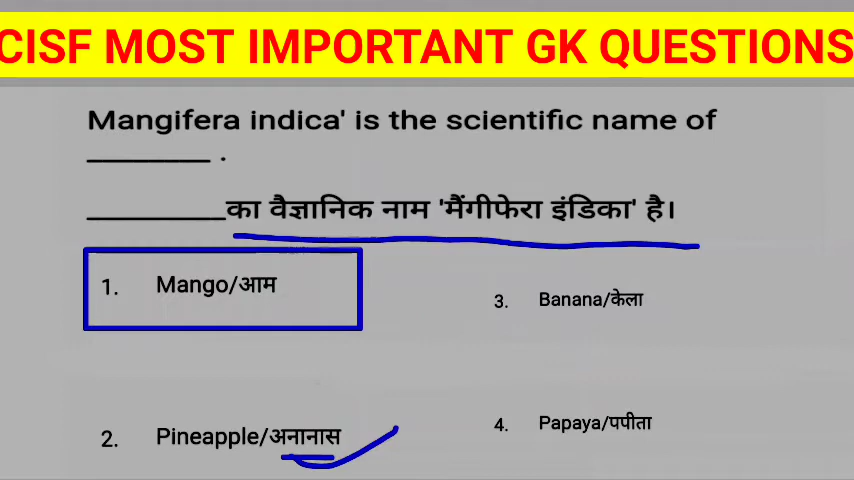 CISF MOST IMPORTANT GK QUESTIONS
Mangifera indica' is the scientific name of
________ .
_________का वैज्ञानिक नाम 'मैंगीफेरा इंडिका' है।
1. Mango/आम
3. Banana/केला
2. Pineapple/अनानास
4. Papaya/पपीता